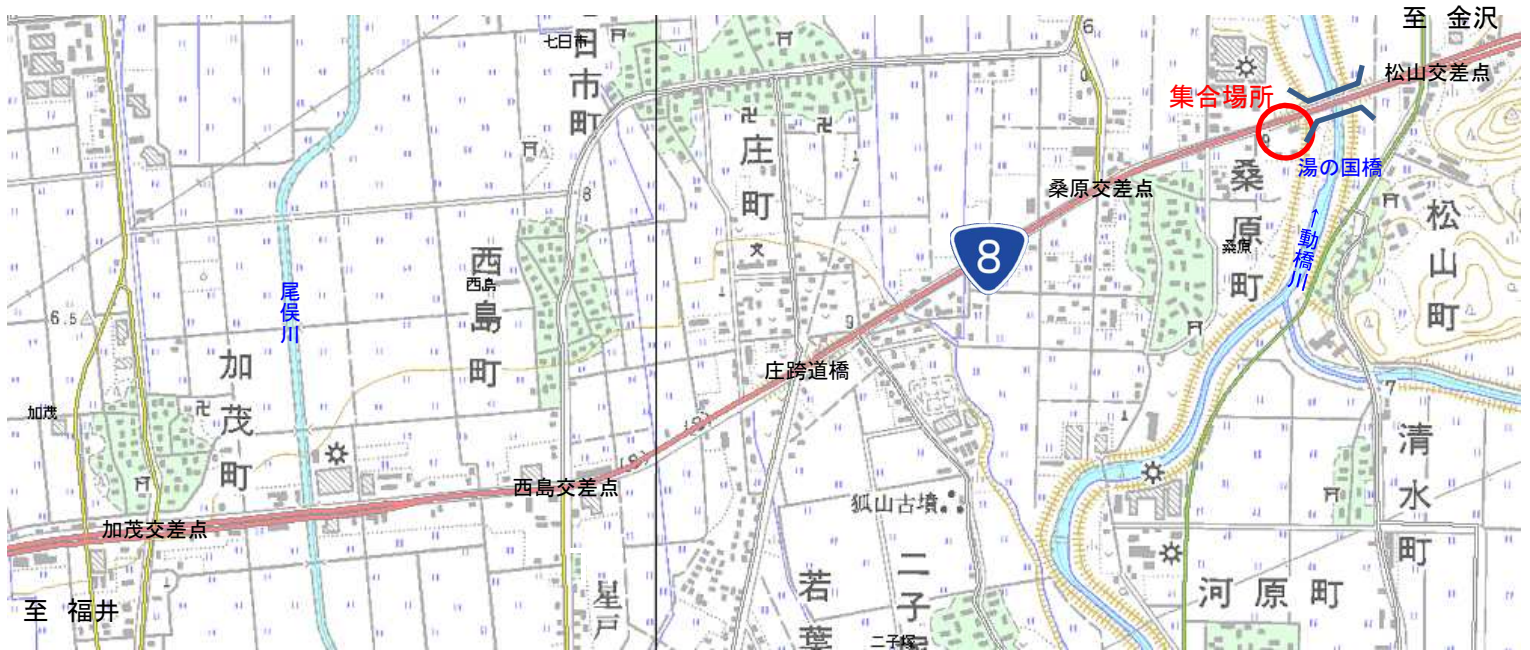 至 金沢
七日市
日市町
松山交差点
集合場所
庄町
湯の国橋
桑原交差点
桑原町
桑原
松山町
←動橋川
8
8
9
西島町
西島
尾俣川
6.5
加茂町
加茂
9
庄跨道橋
文
7
清水町
西島交差点
狐山古墳
加茂交差点
至 福井
星戸
若葉
二子塚
二子塚
河原町